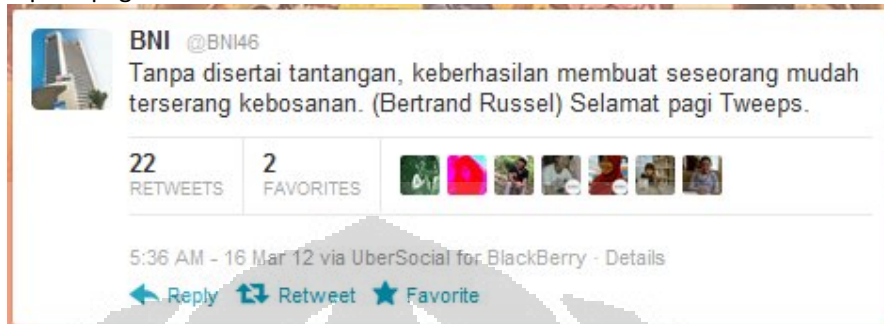 BNI @BNI46
Tanpa disertai tantangan, keberhasilan membuat seseorang mudah
terserang kebosanan. (Bertrand Russel) Selamat pagi Tweeps.
22 2
RETWEETS FAVORITES
5:36 AM - 16 Mar 12 via UberSocial for BlackBerry · Details
Reply Retweet Favorite